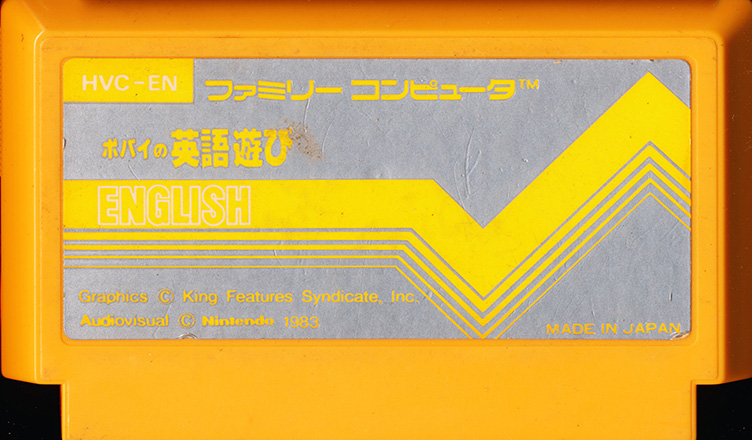 HVC-EN
ファミリー コンピュータ™
ポパイの英語遊び
ENGLISH
Graphics © King Features Syndicate, Inc.
Audiovisual © Nintendo 1983
MADE IN JAPAN